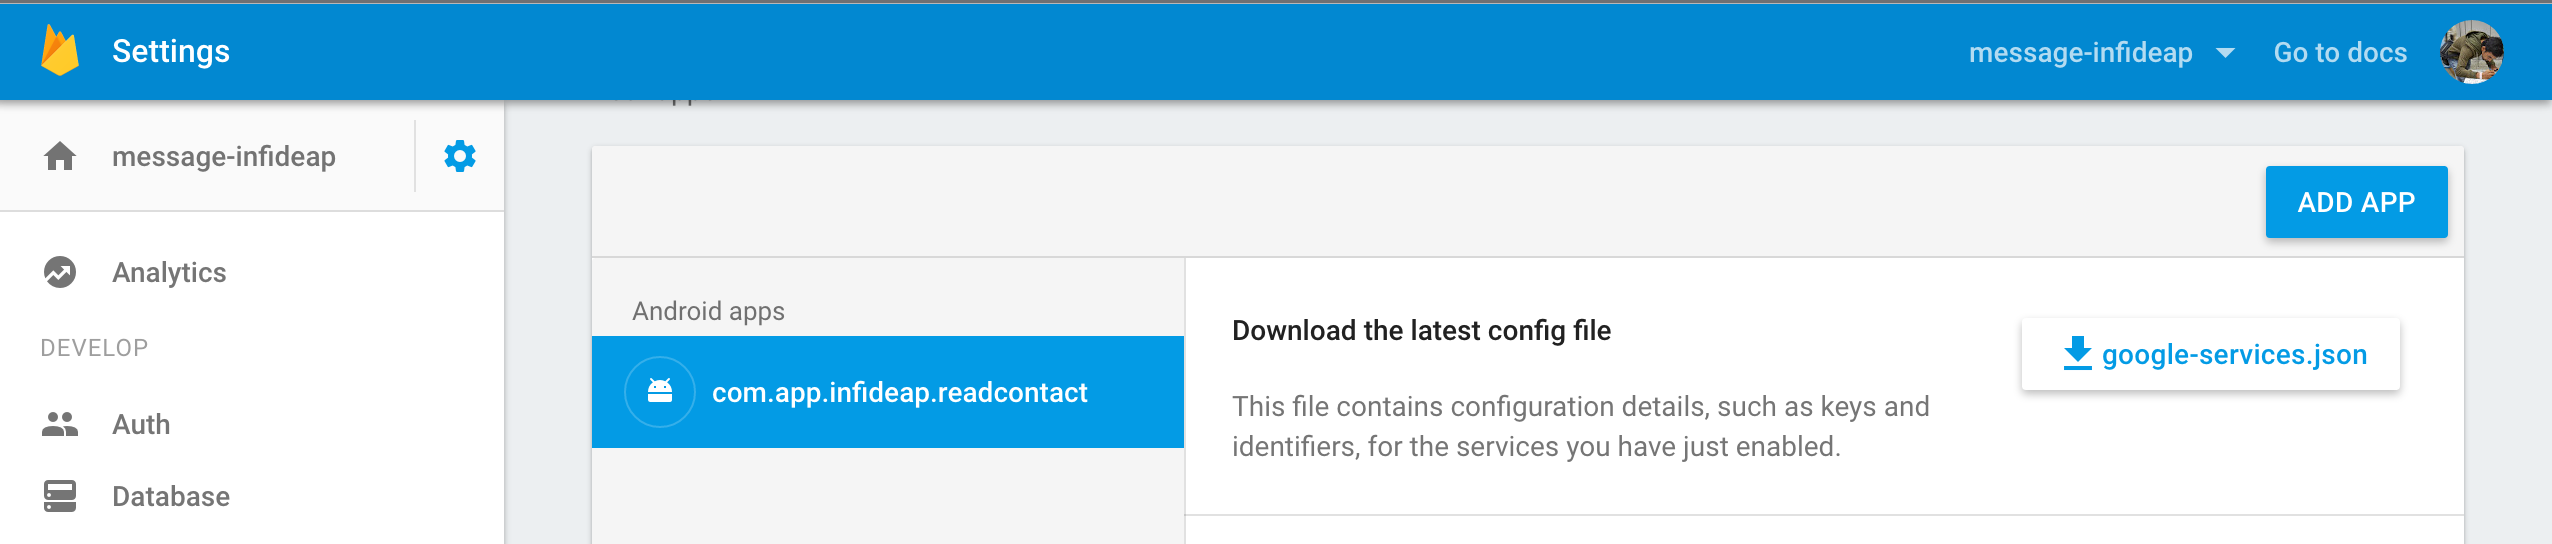 Settings
message-infideap
Go to docs
message-infideap
ADD APP
Analytics
Android apps
Download the latest config file
google-services.json
DEVELOP
com.app.infideap.readcontact
This file contains configuration details, such as keys and
identifiers, for the services you have just enabled.
Auth
Database